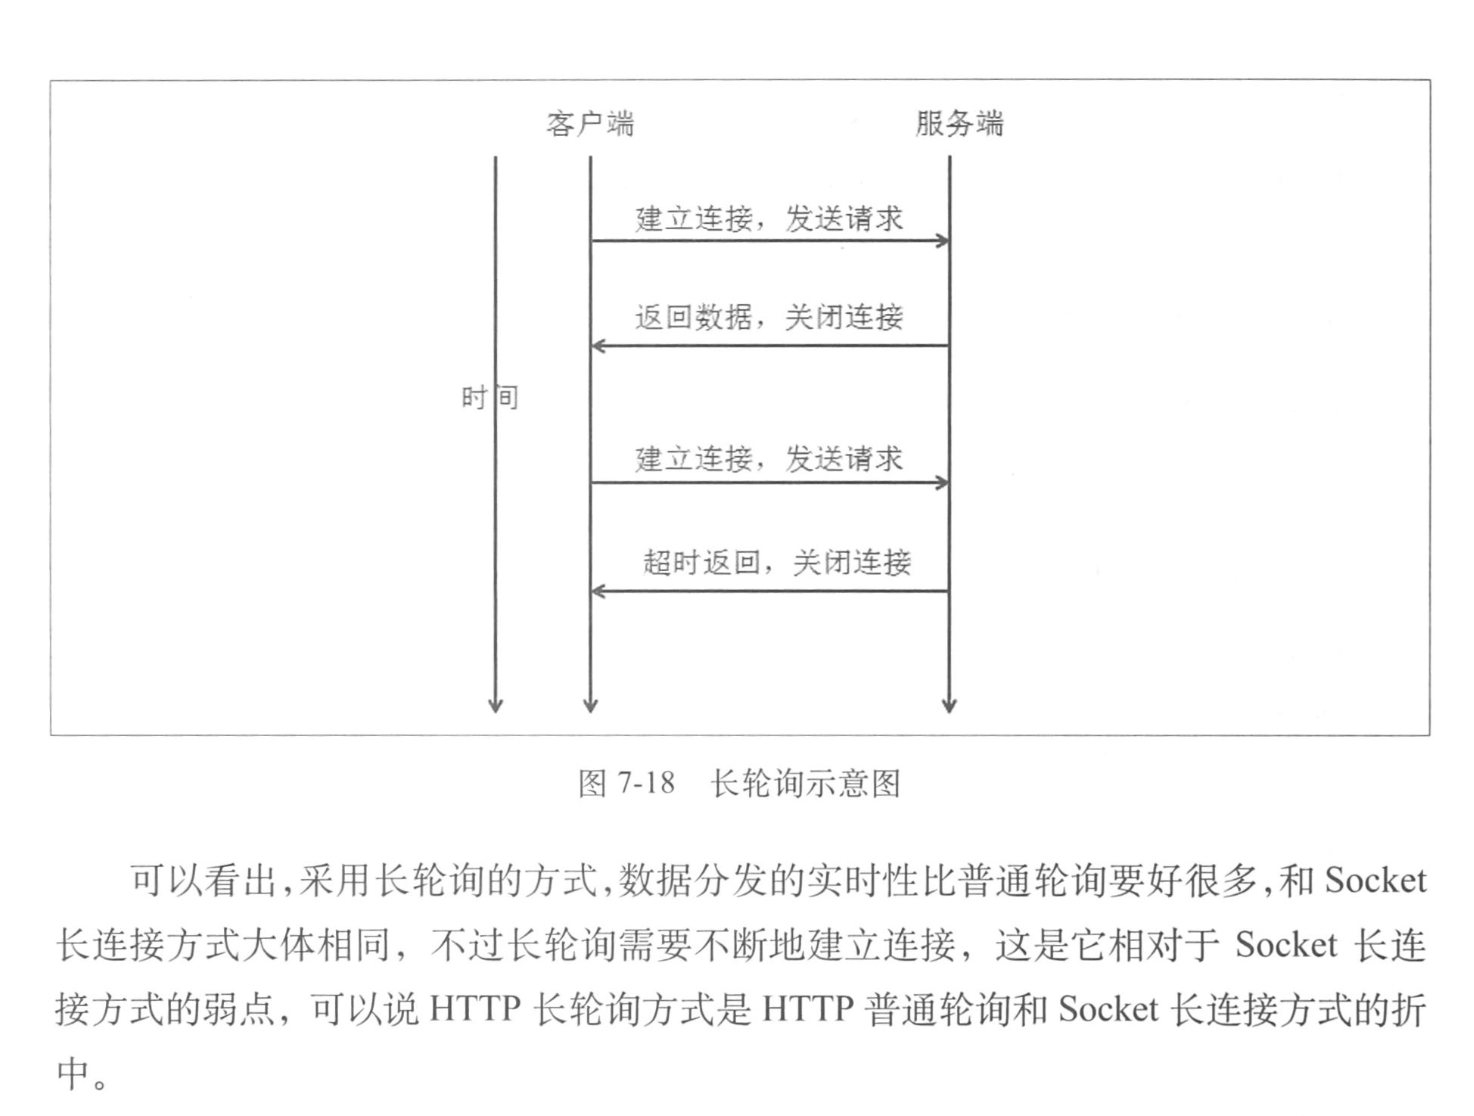 客户端
服务端
建立连接，发送请求
返回数据，关闭连接
时间
建立连接，发送请求
超时返回，关闭连接
图 7-18 长轮询示意图
可以看出，采用长轮询的方式，数据分发的实时性比普通轮询要好很多，和 Socket
长连接方式大体相同，不过长轮询需要不断地建立连接，这是它相对于 Socket 长连
接方式的弱点，可以说 HTTP 长轮询方式是 HTTP 普通轮询和 Socket 长连接方式的折
中。